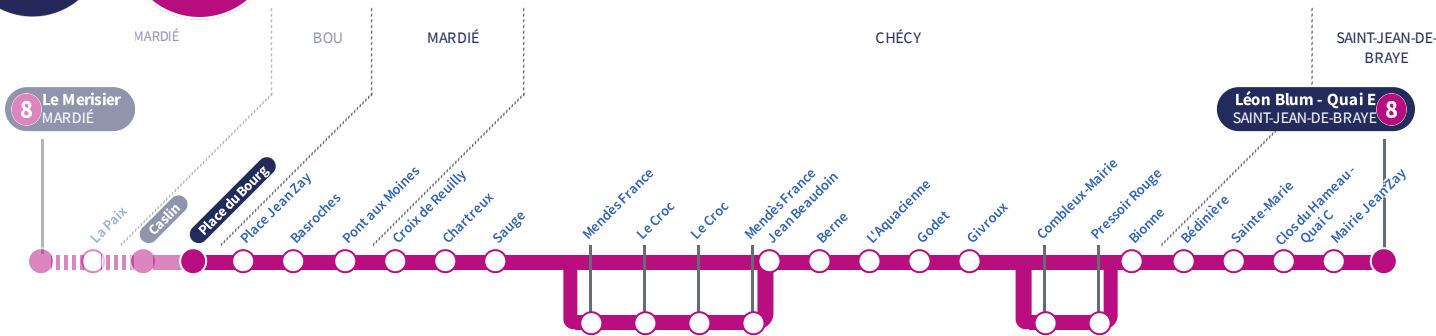 MARDIÉ
BOU
MARDIÉ
CHÉCY
SAINT-JEAN-DE-
BRAYE
8
Le Merisier
MARDIÉ
Léon Blum - Quai E
SAINT-JEAN-DE-BRAYE
8
La Paix
Caslin
Place du Bourg
Place Jean Zay
Basroches
Pont aux Moines
Croix de Reuilly
Chartreux
Sauge
Mendès France
Le Croc
Le Croc
Mendès France
Jean Beaudoin
Berne
L'Aquacienne
Godet
Givroux
Combleux-Mairie
Pressoir Rouge
Bionne
Bédinière
Sainte-Marie
Clos du Hameau-
Quai C
Mairie Jean Zay